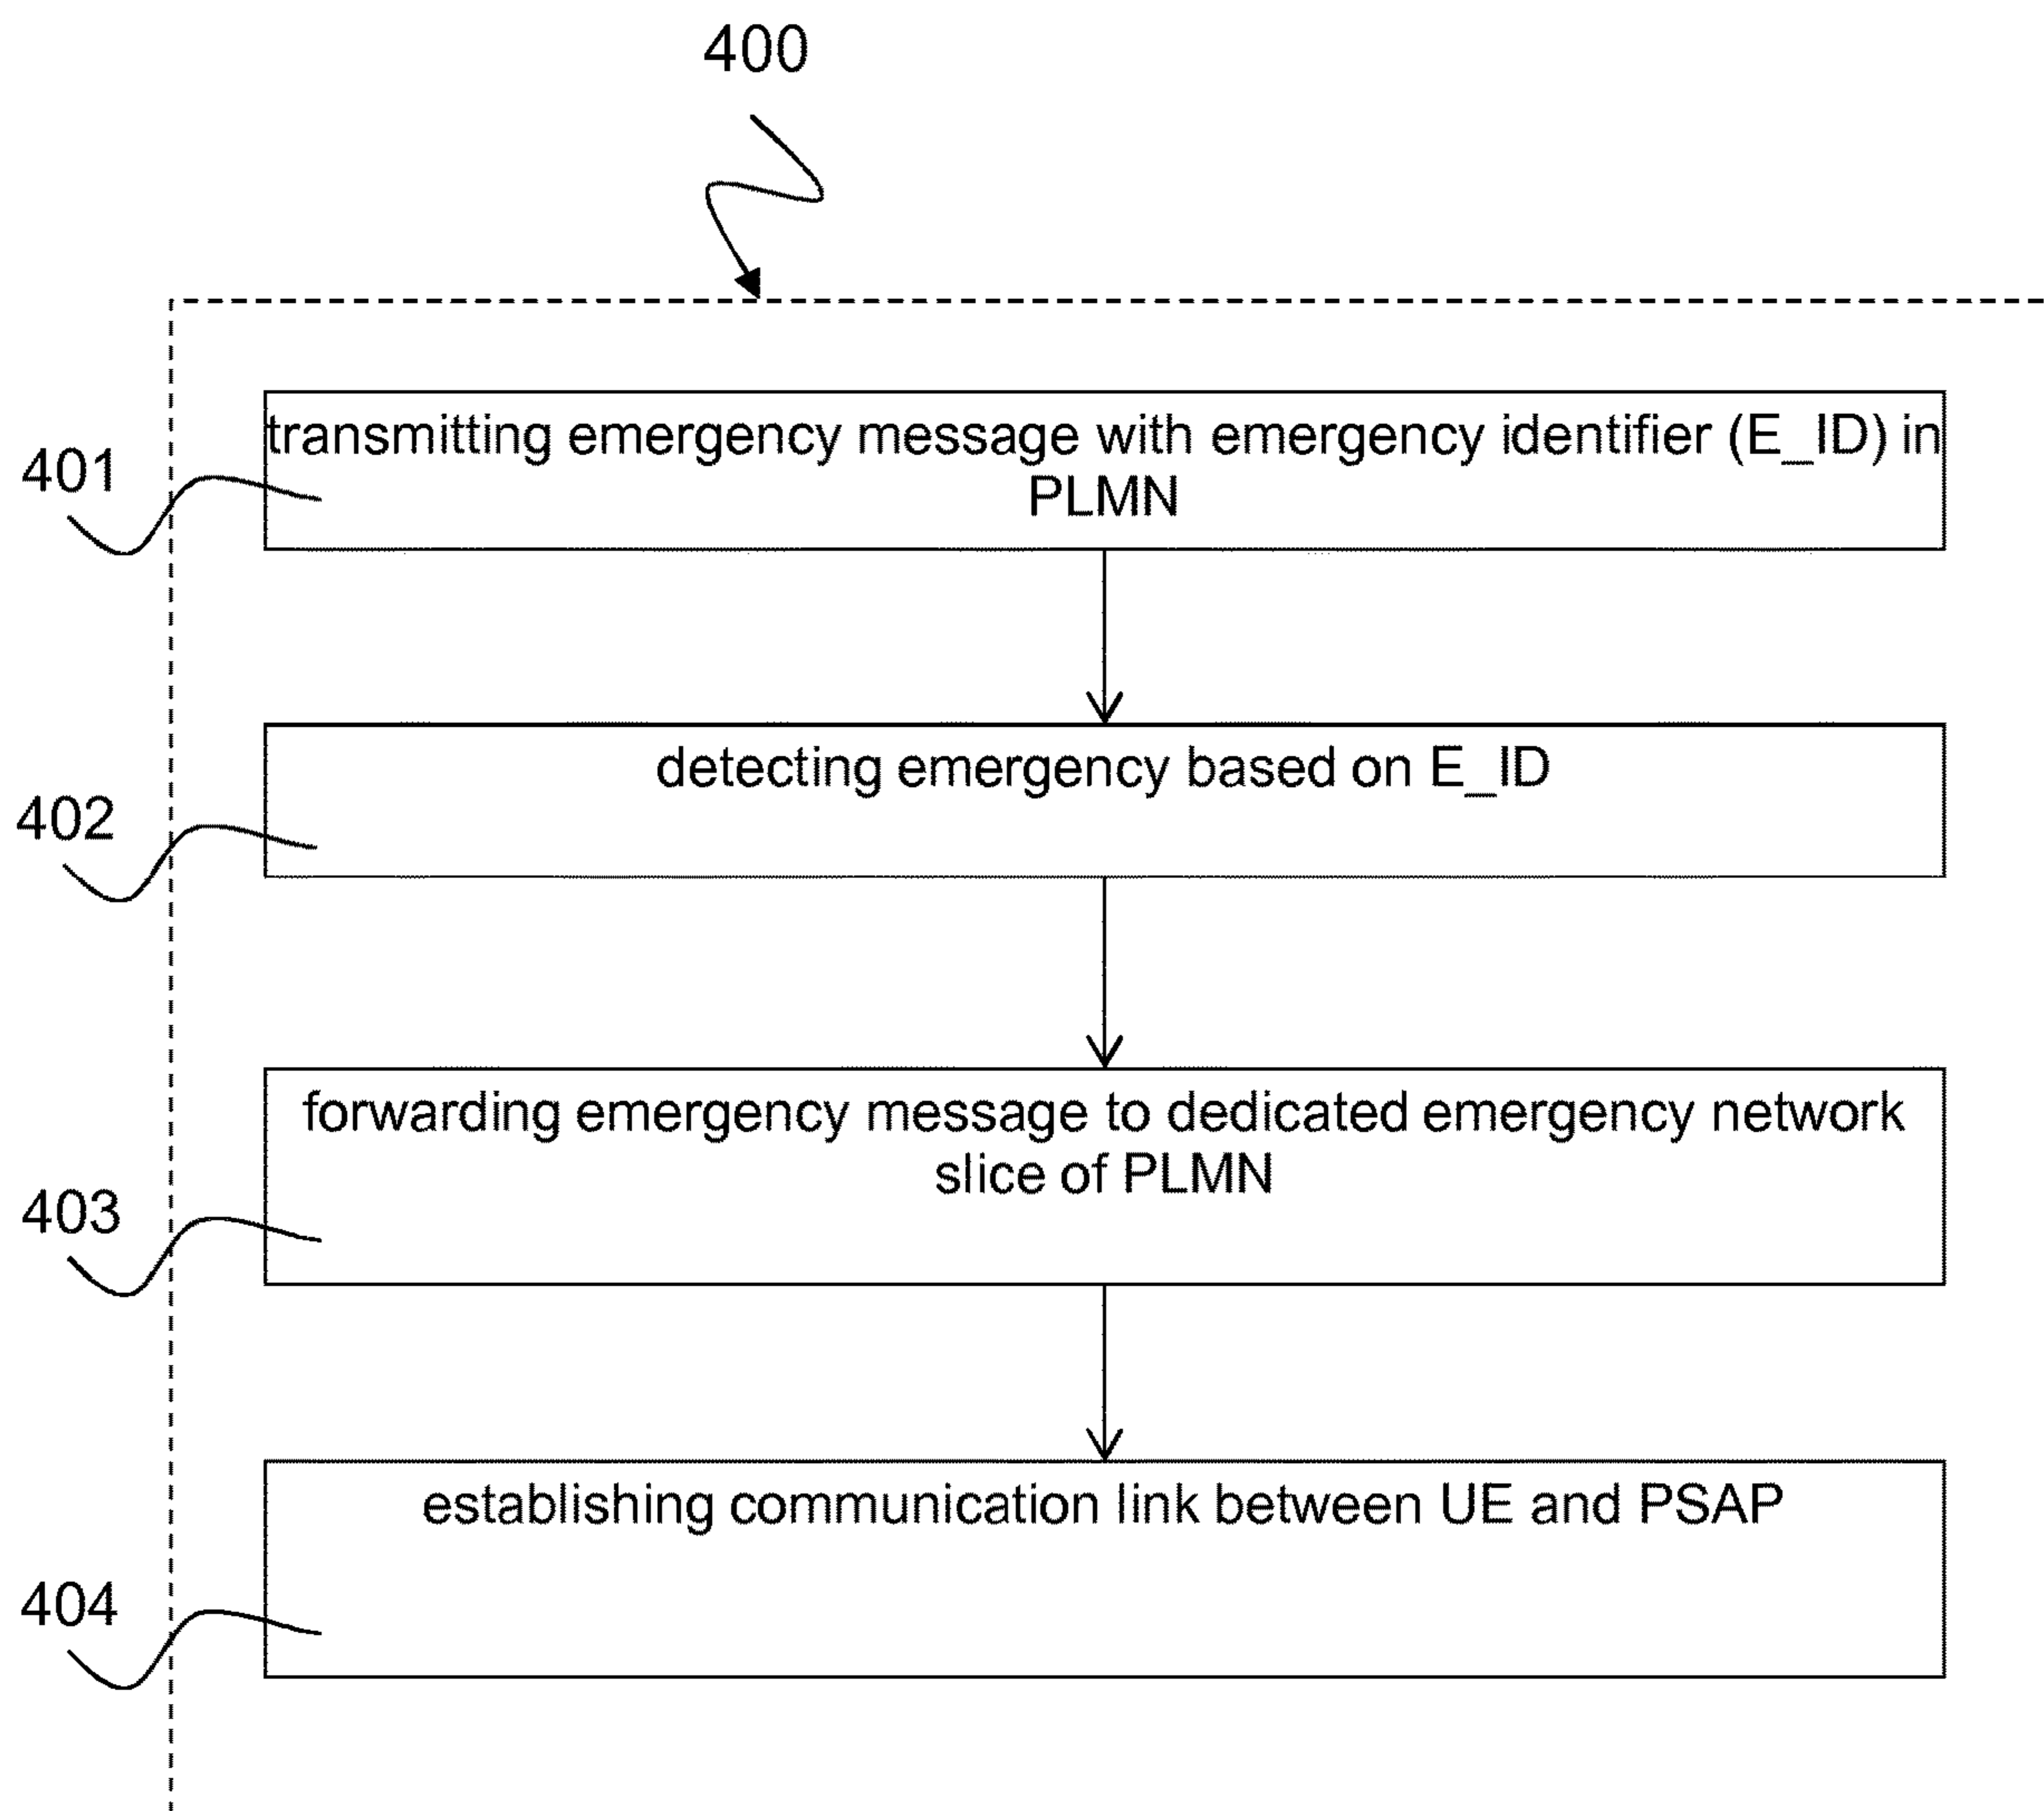 400
401
transmitting emergency message with emergency identifier (E_ID) in
PLMN
402
detecting emergency based on E_ID
403
forwarding emergency message to dedicated emergency network
slice of PLMN
404
establishing communication link between UE and PSAP